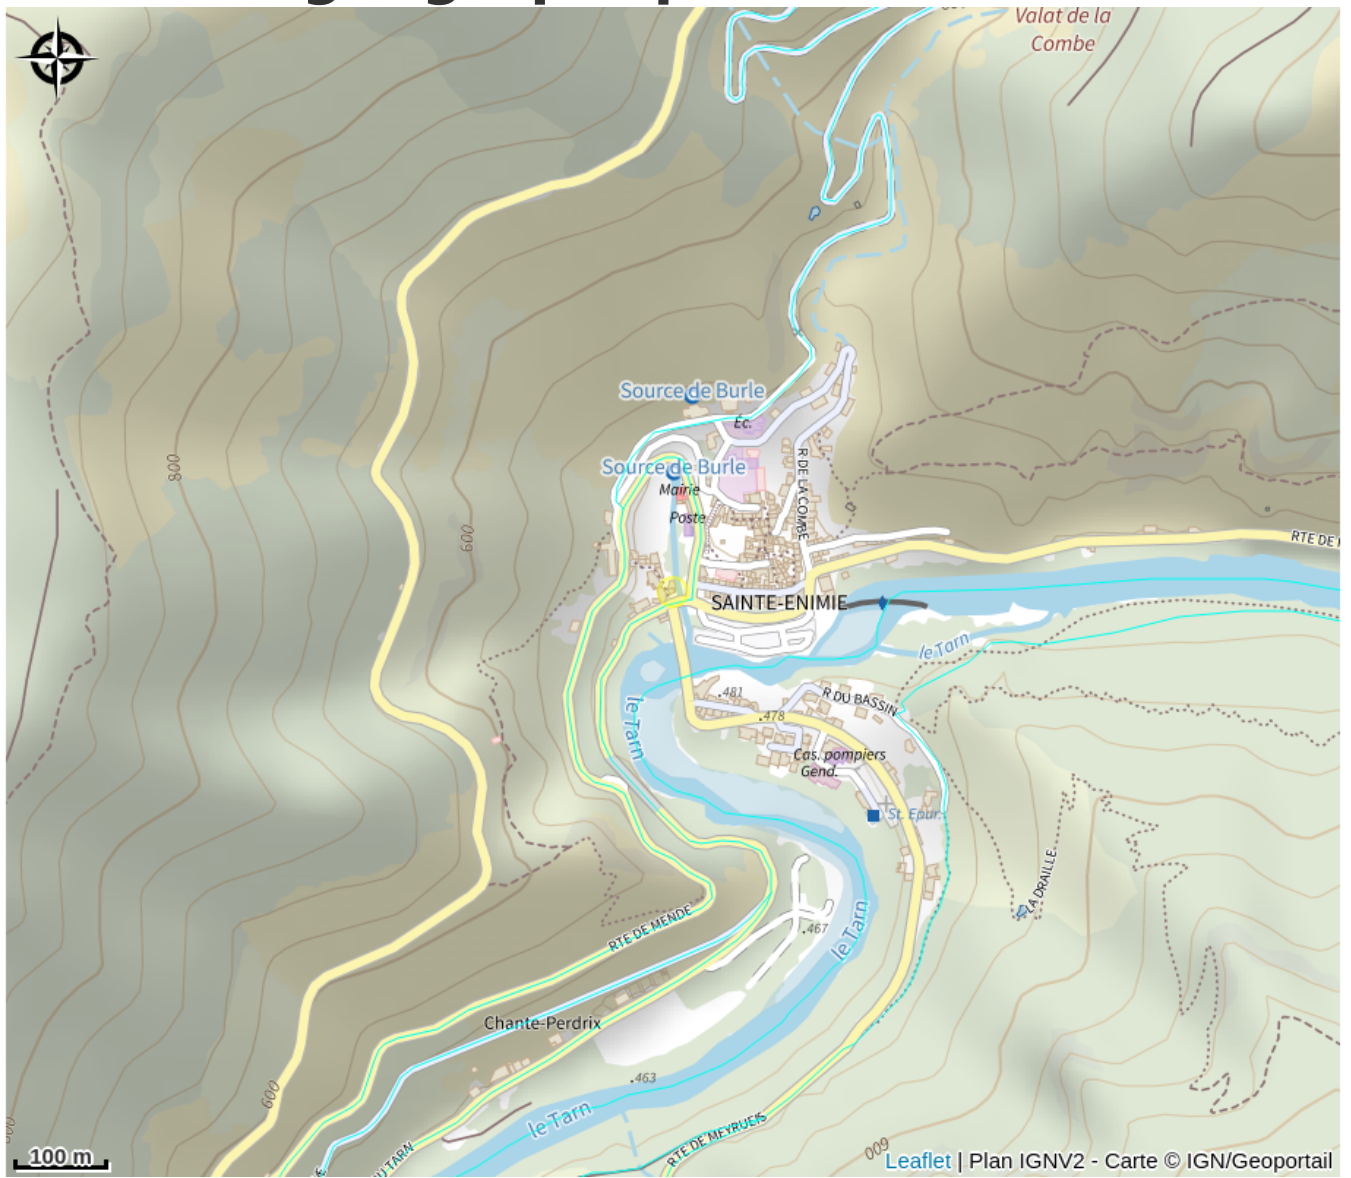 Valat de la
Combe
Source de Burle
Éc.
Source de Burle
Mairie
R DE LA COMBE
Poste
800
600
RTE DE
SAINTE-ENIMIE
le Tarn
.481
R DU BASSIN
.478
le Tarn
Cas. pompiers
Gend.
St. Epur.
LA DRAILLE
RTE DE MENDE
.467
le Tarn
Chante-Perdrix
.463
600
le Tarn
RTE DE MEYRUEIS
DU TARN
600
100 m
Leaflet | Plan IGNV2 - Carte © IGN/Geoportail